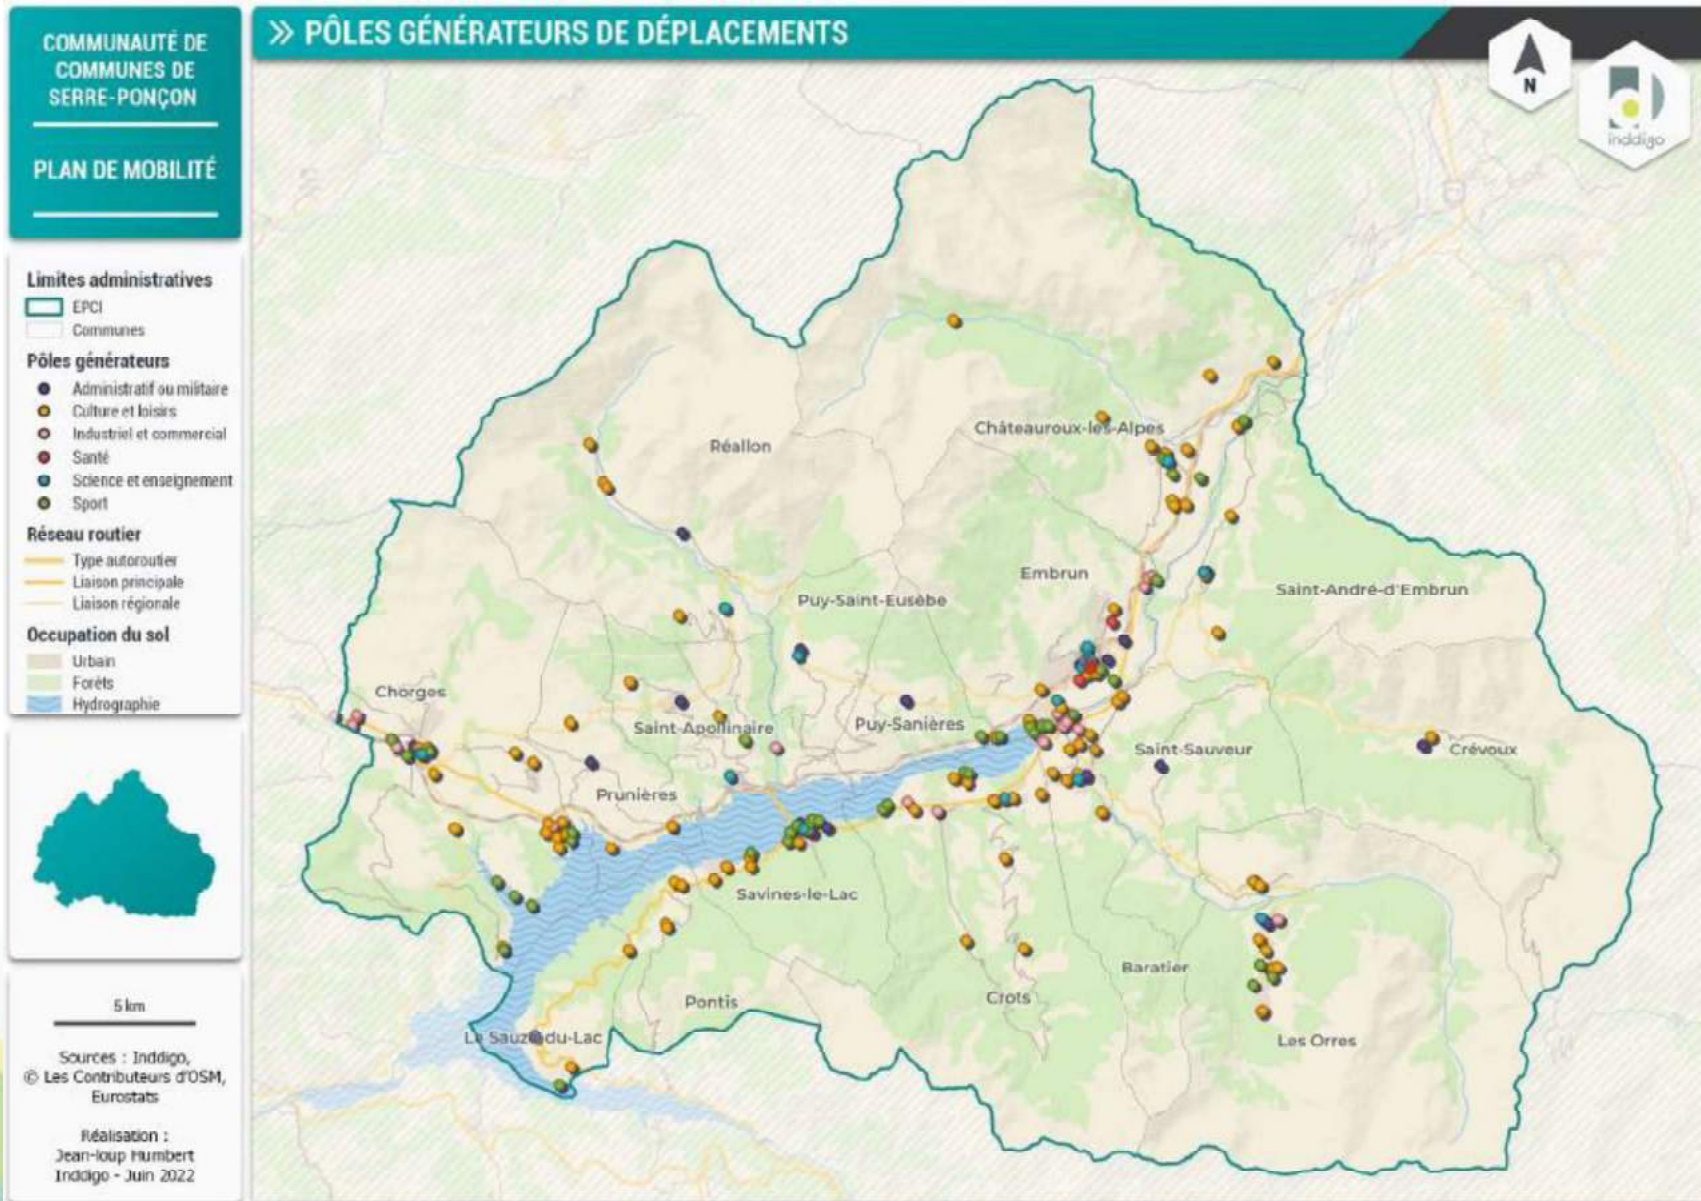 COMMUNAUTÉ DE
COMMUNES DE
SERRE-PONÇON
PLAN DE MOBILITÉ
PÔLES GÉNÉRATEURS DE DÉPLACEMENTS
N
inddigo
Limites administratives
EPCI
Communes
Pôles générateurs
Administratif ou militaire
Culture et loisirs
Industriel et commercial
Santé
Science et enseignement
Sport
Réseau routier
Type autoroutier
Liaison principale
Liaison régionale
Occupation du sol
Urbain
Forêts
Hydrographie
5 km
Sources : Inddigo,
© Les Contributeurs d'OSM,
Eurostats
Réalisation :
Jean-loup Humbert
Inddigo - Juin 2022
Châteauroux-les-Alpes
Réallon
Embrun
Saint-André-d'Embrun
Puy-Saint-Eusèbe
Chorges
Saint-Apollinaire
Puy-Sanières
Saint-Sauveur
Crévoux
Prunières
Savines-le-Lac
Baratier
Pontis
Crots
Le Sauze-du-Lac
Les Orres